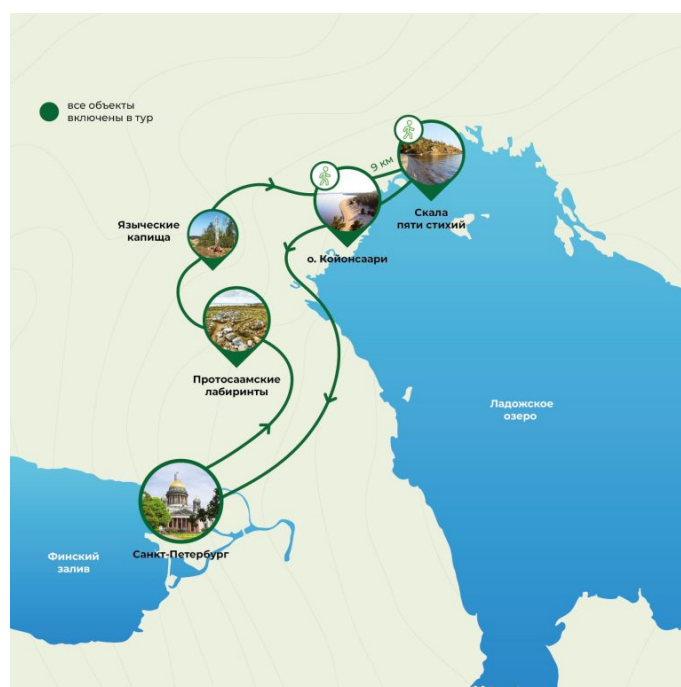 все объекты
включены в тур
9 км
Скала
пяти стихий
Языческие
капища
о. Койонсаари
Протосаамские
лабиринты
Ладожское
озеро
Финский
залив
Санкт-Петербург